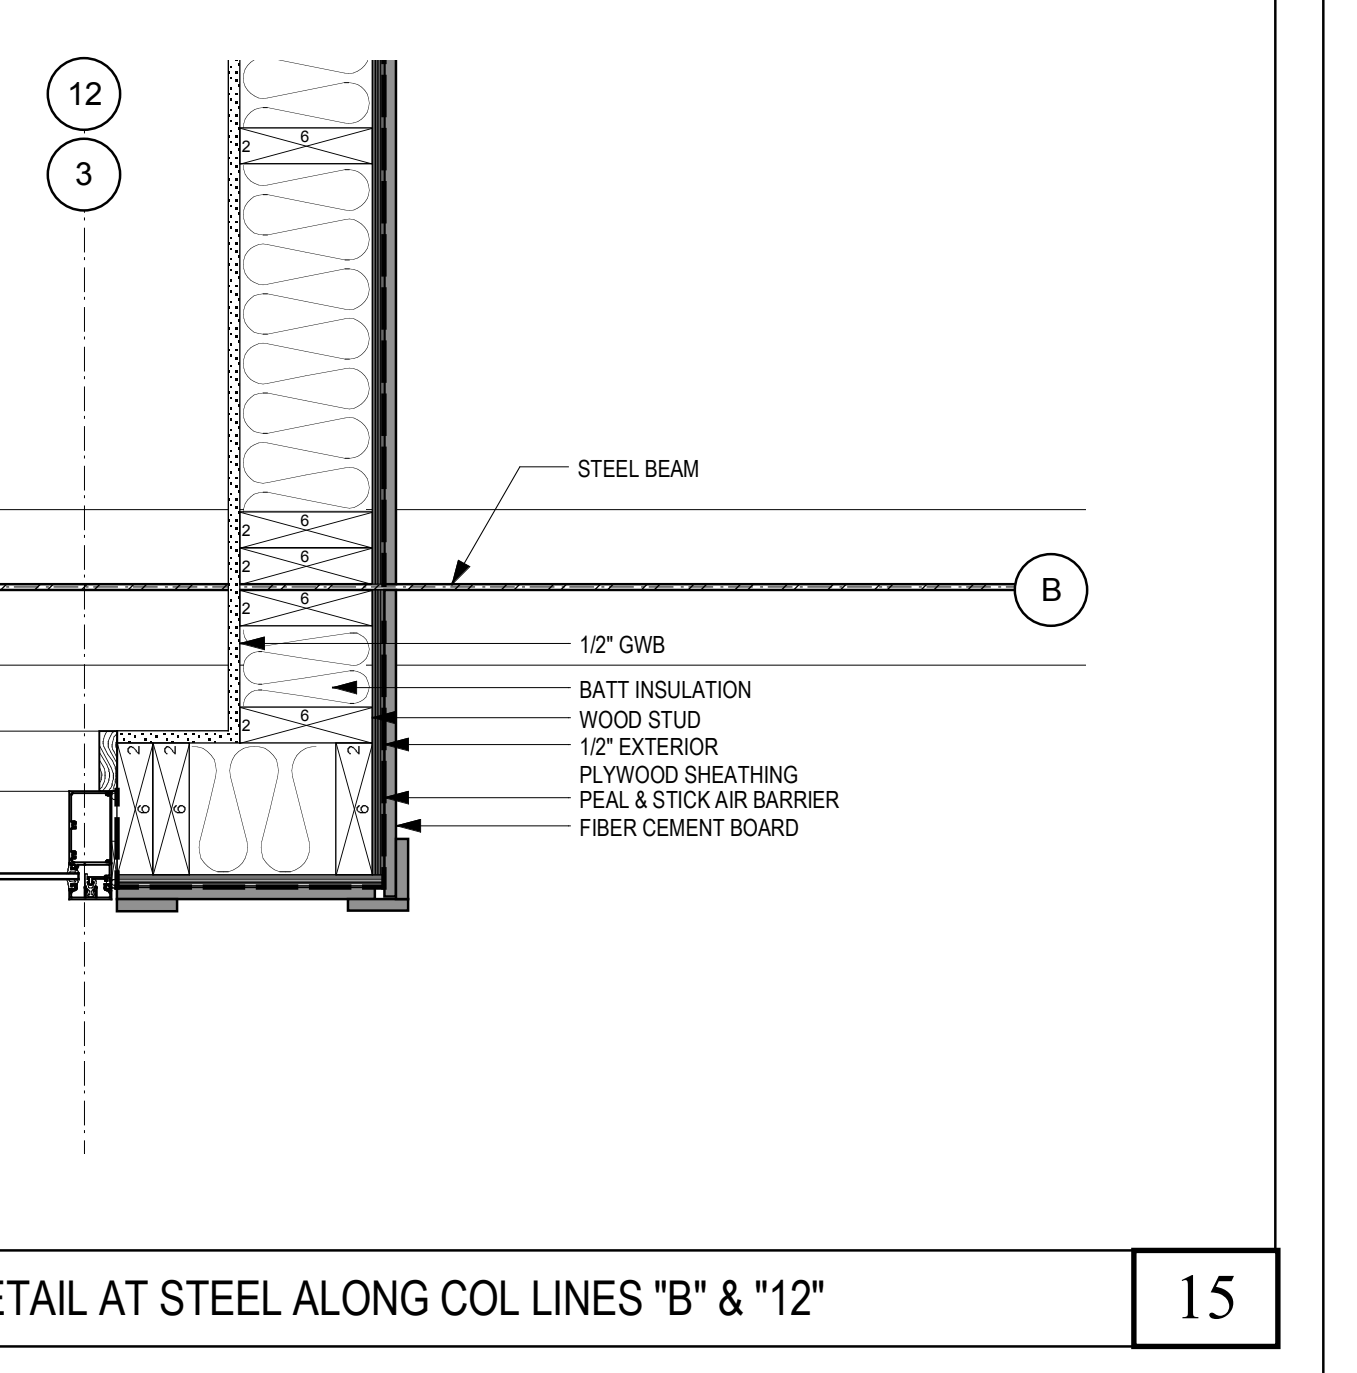 12
3
2 6
STEEL BEAM
2 6
2 6
B
2 6
1/2" GWB
BATT INSULATION
2 6
WOOD STUD
1/2" EXTERIOR
PLYWOOD SHEATHING
2 2 2
PEAL & STICK AIR BARRIER
6 6 6
FIBER CEMENT BOARD
ETAIL AT STEEL ALONG COL LINES "B" & "12"
15